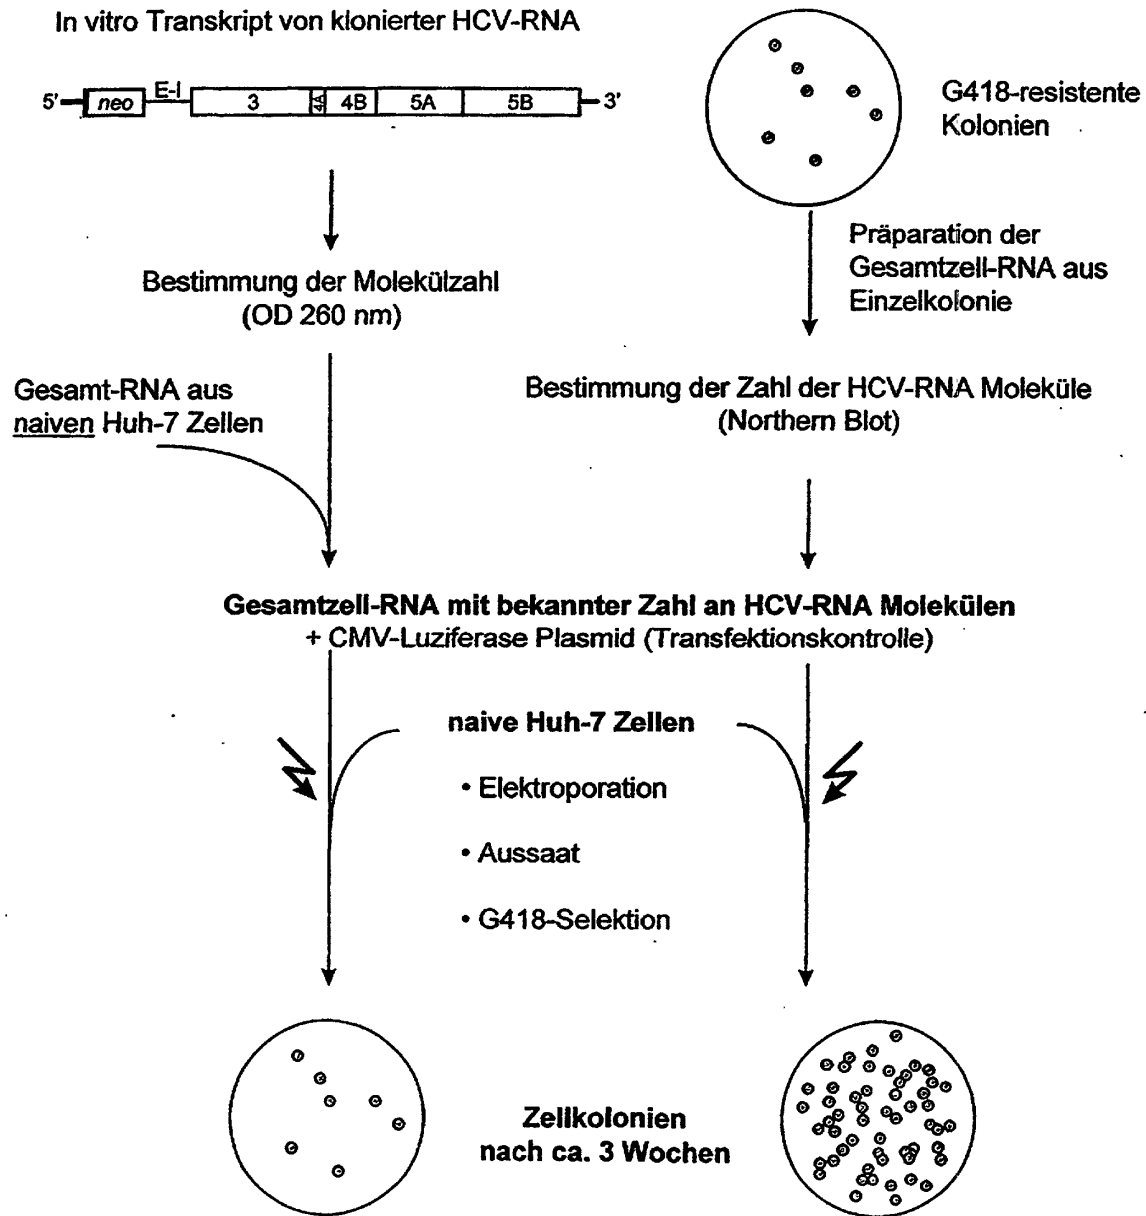 In vitro Transkript von klonierter HCV-RNA
5' neo E-I 3 4A 4B 5A 5B 3'
G418-resistente
Kolonien
Präparation der
Gesamtzell-RNA aus
Einzelkolonie
Bestimmung der Molekülzahl
(OD 260 nm)
Gesamt-RNA aus
naiven Huh-7 Zellen
Bestimmung der Zahl der HCV-RNA Moleküle
(Northern Blot)
Gesamtzell-RNA mit bekannter Zahl an HCV-RNA Molekülen
+ CMV-Luziferase Plasmid (Transfektionskontrolle)
naive Huh-7 Zellen
• Elektroporation
• Aussaat
• G418-Selektion
Zellkolonien
nach ca. 3 Wochen